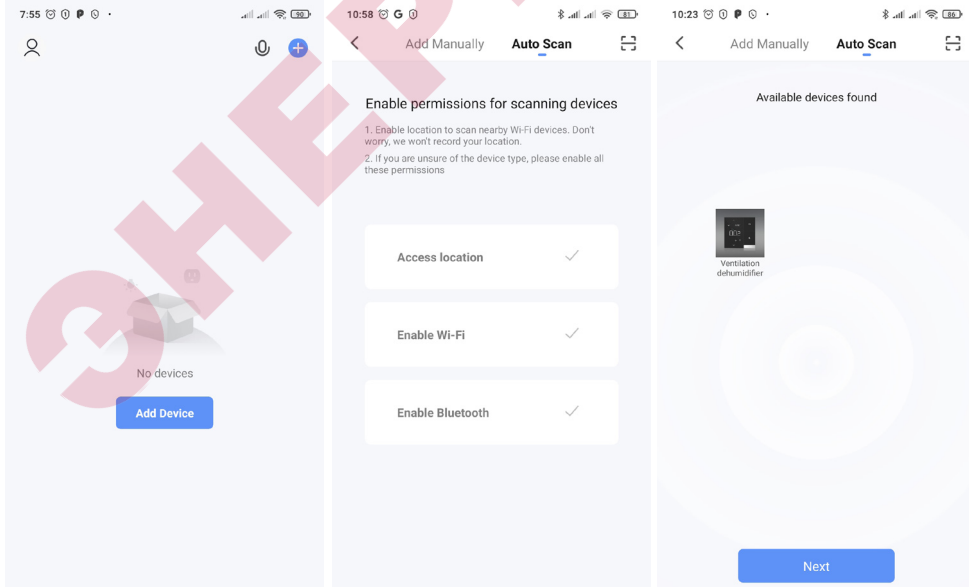 7:55
90
No devices
Add Device
10:58
G
81
Add Manually
Auto Scan
Enable permissions for scanning devices
1. Enable location to scan nearby Wi-Fi devices. Don't
worry, we won't record your location.
2. If you are unsure of the device type, please enable all
these permissions
Access location
Enable Wi-Fi
Enable Bluetooth
10:23
86
Add Manually
Auto Scan
Available devices found
Ventilation
dehumidifier
Next
ЭНЕР